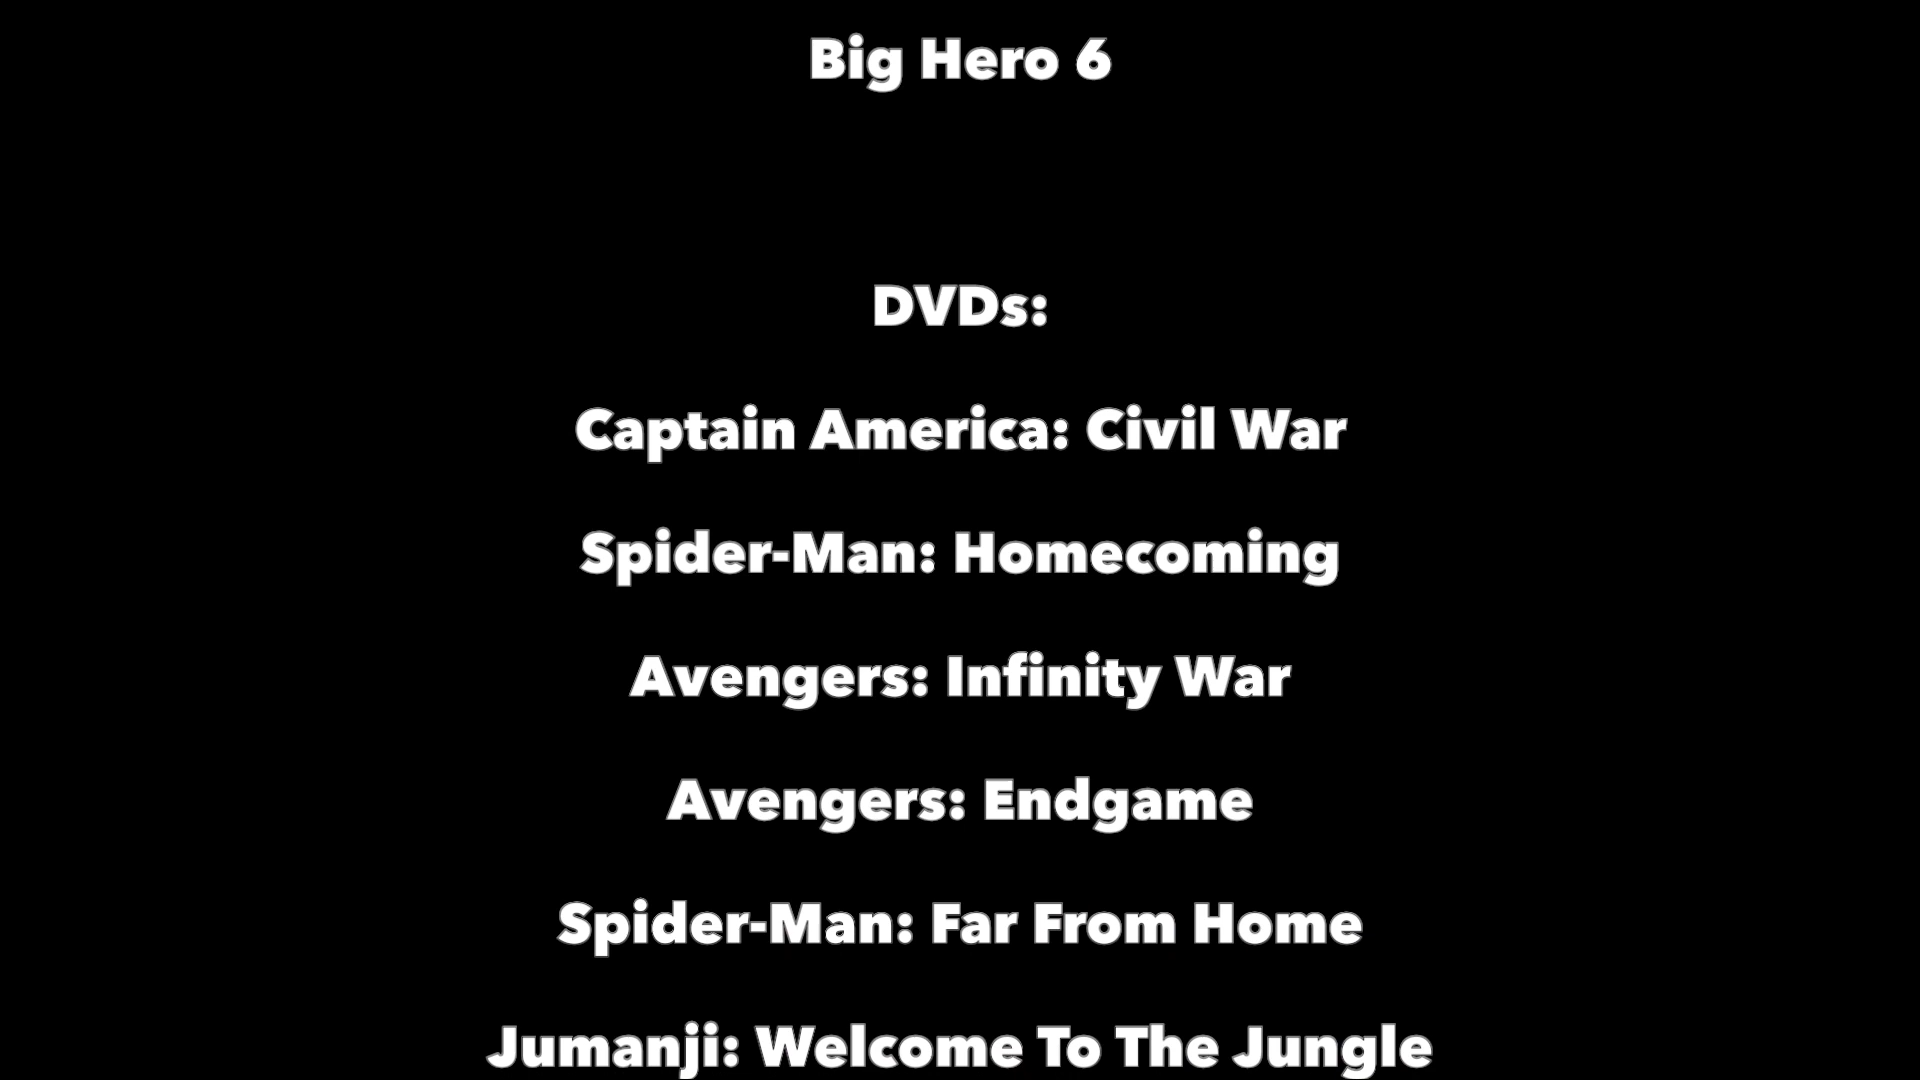 Big Hero 6
DVDs:
Captain America: Civil War
Spider-Man: Homecoming
Avengers: Infinity War
Avengers: Endgame
Spider-Man: Far From Home
Jumanji: Welcome To The Jungle